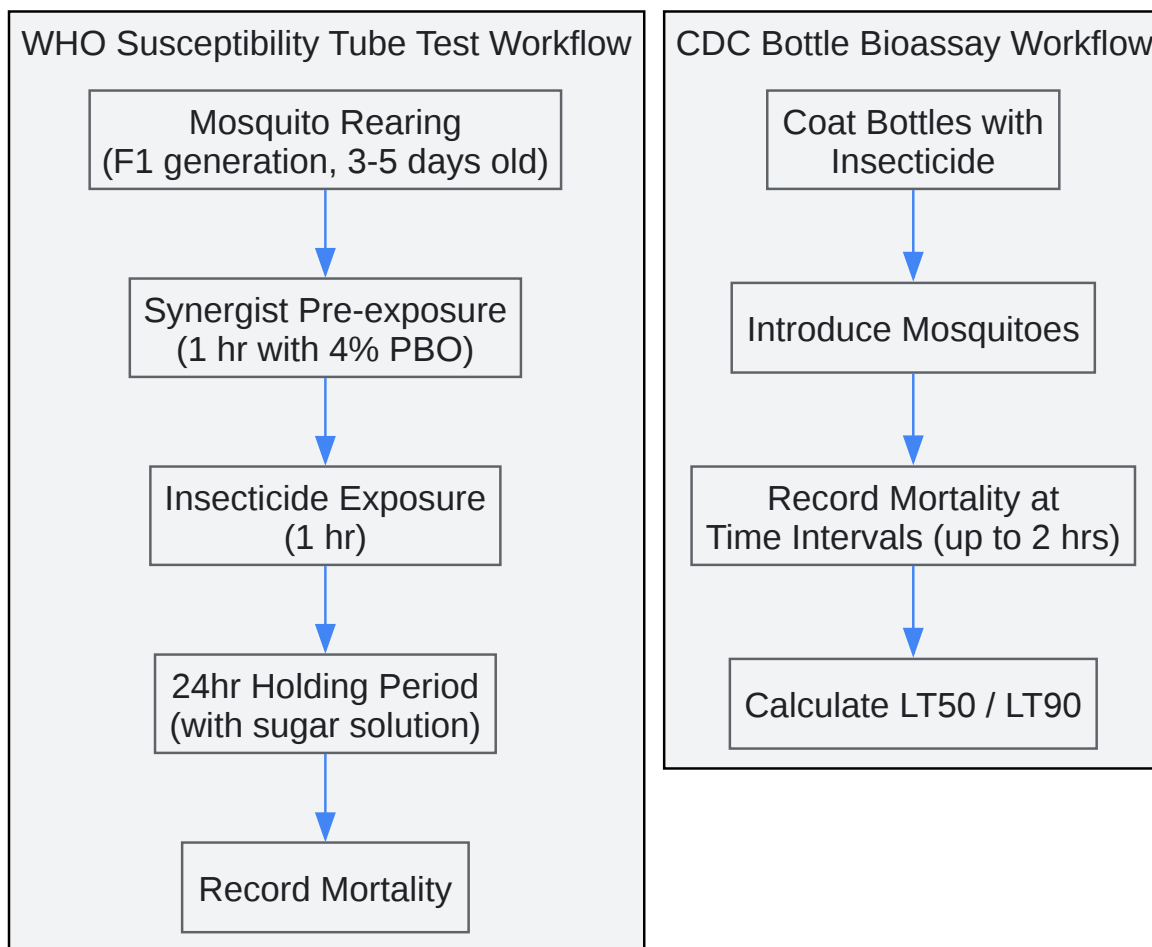 WHO Susceptibility Tube Test Workflow
Mosquito Rearing
(F1 generation, 3-5 days old)
Synergist Pre-exposure
(1 hr with 4% PBO)
Insecticide Exposure
(1 hr)
24hr Holding Period
(with sugar solution)
Record Mortality
CDC Bottle Bioassay Workflow
Coat Bottles with
Insecticide
Introduce Mosquitoes
Record Mortality at
Time Intervals (up to 2 hrs)
Calculate LT50 / LT90